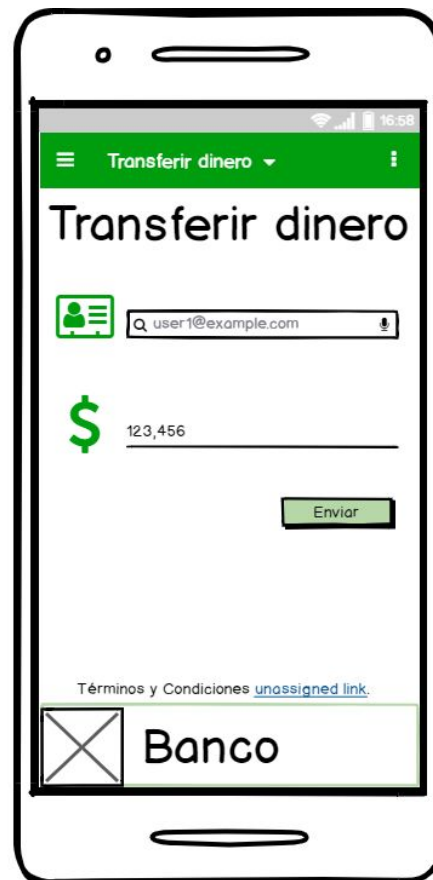 16:58
Transferir dinero
Transferir dinero
user1@example.com
$
123,456
Enviar
Términos y Condiciones unassigned link.
Banco